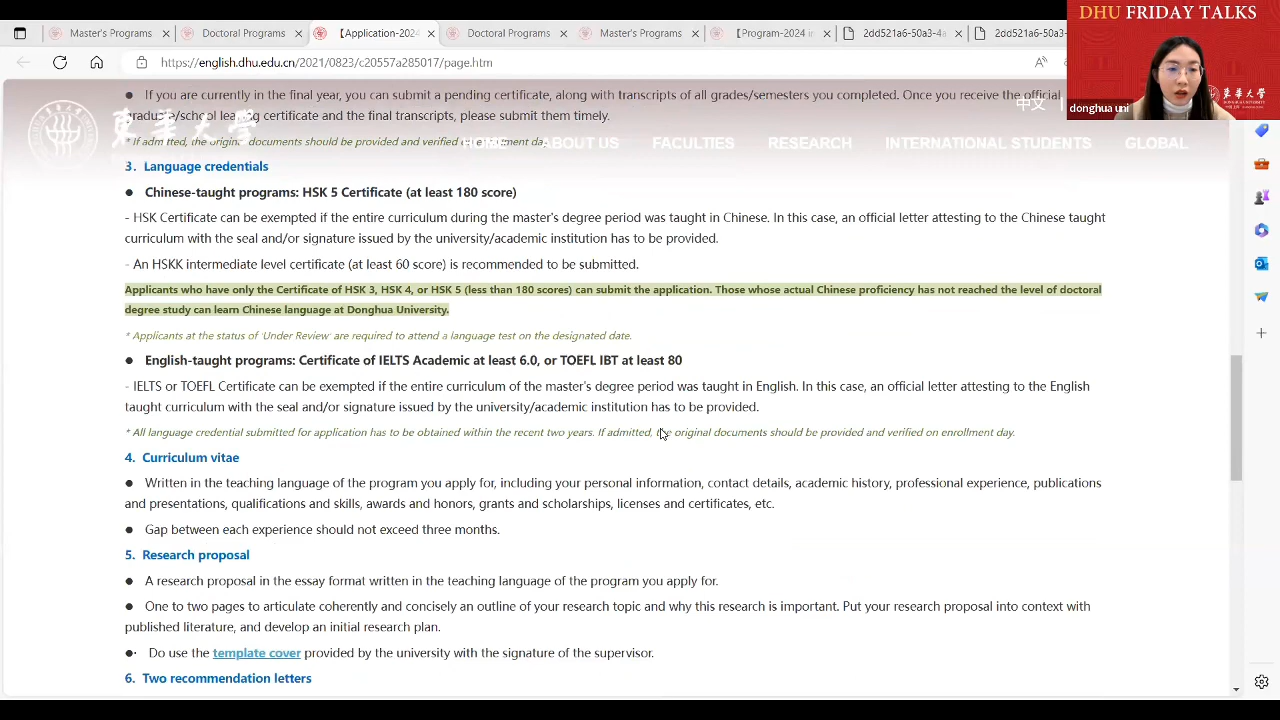 DHU FRIDAY TALKS
Master's Programs
Doctoral Programs
【Application-2024
Doctoral Programs
Master's Programs
【Program-2024 i
2dd521a6-50a3-4a
2dd521a6-50a3-
https://english.dhu.edu.cn/2021/0823/c20557a285017/page.htm
donghua uni
東華大學
中文
HOME
ABOUT US
FACULTIES
RESEARCH
INTERNATIONAL STUDENTS
GLOBAL
● If you are currently in the final year, you can submit a
certificate, along with transcripts of all grades/semesters you completed. Once you receive the official
certificate and the
please submit them timely.
* If admitted, the original documents should be provided and verified
3. Language credentials
● Chinese-taught programs: HSK 5 Certificate (at least 180 score)
- HSK Certificate can be exempted if the entire curriculum during the master's degree period was taught in Chinese. In this case, an official letter attesting to the Chinese taught
curriculum with the seal and/or signature issued by the university/academic institution has to be provided.
- An HSKK intermediate level certificate (at least 60 score) is recommended to be submitted.
Applicants who have only the Certificate of HSK 3, HSK 4, or HSK 5 (less than 180 scores) can submit the application. Those whose actual Chinese proficiency has not reached the level of doctoral
degree study can learn Chinese language at Donghua University.
* Applicants at the status of 'Under Review' are required to attend a language test on the designated date.
● English-taught programs: Certificate of IELTS Academic at least 6.0, or TOEFL IBT at least 80
- IELTS or TOEFL Certificate can be exempted if the entire curriculum of the master's degree period was taught in English. In this case, an official letter attesting to the English
taught curriculum with the seal and/or signature issued by the university/academic institution has to be provided.
* All language credential submitted for application has to be obtained within the recent two years. If admitted, the original documents should be provided and verified on enrollment day.
4. Curriculum vitae
● Written in the teaching language of the program you apply for, including your personal information, contact details, academic history, professional experience, publications
and presentations, qualifications and skills, awards and honors, grants and scholarships, licenses and certificates, etc.
● Gap between each experience should not exceed three months.
5. Research proposal
● A research proposal in the essay format written in the teaching language of the program you apply for.
● One to two pages to articulate coherently and concisely an outline of your research topic and why this research is important. Put your research proposal into context with
published literature, and develop an initial research plan.
● Do use the template cover provided by the university with the signature of the supervisor.
6. Two recommendation letters